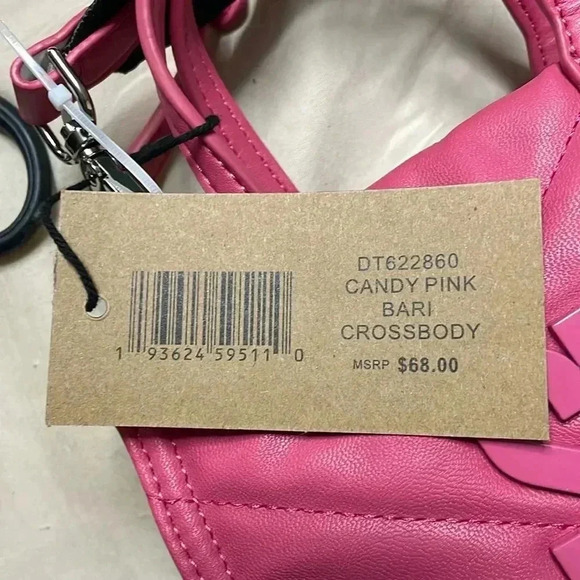 DT622860
CANDY PINK
BARI
CROSSBODY
MSRP $68.00
1 93624 59511 0